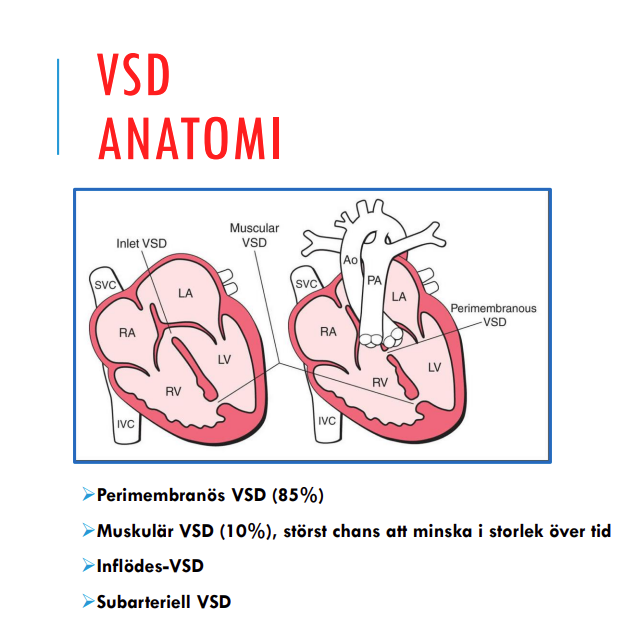 VSD
ANATOMI
Inlet VSD
Muscular
VSD
SVC
LA
RA
LV
RV
IVC
Ao
PA
SVC
LA
RA
Perimembranous
VSD
LV
RV
IVC
➢Perimembranös VSD (85%)
➢Muskulär VSD (10%), störst chans att minska i storlek över tid
➢Inflödes-VSD
➢Subarteriell VSD